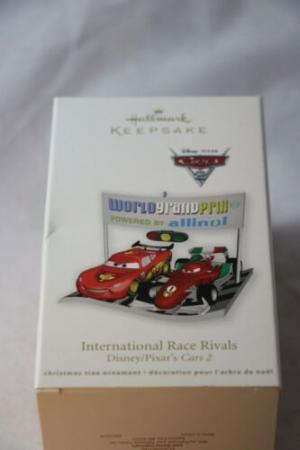 Hallmark
KEEPSAKE
Disney · PIXAR
Cars 2
world grand prix
POWERED BY allinol
International Race Rivals
Disney/Pixar's Cars 2
christmas tree ornament · décoration pour l'arbre de noël